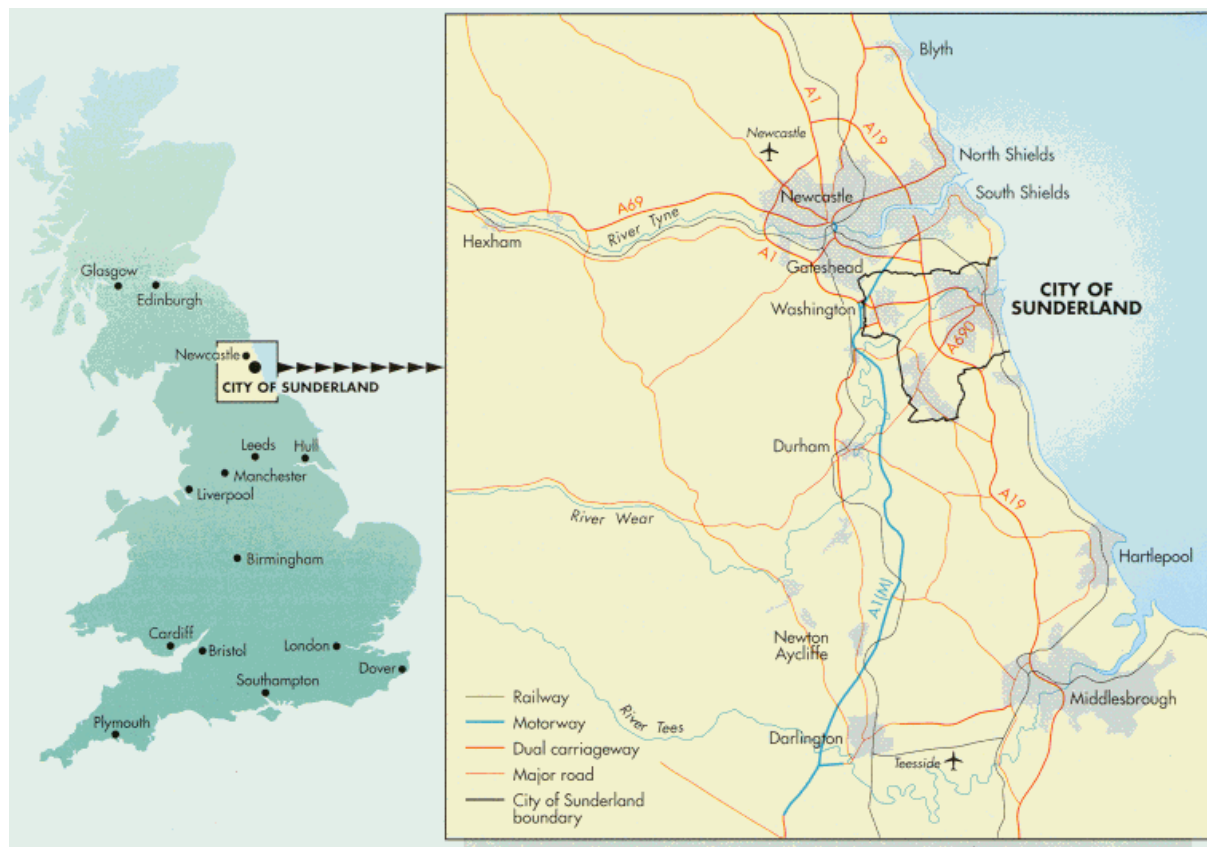 Glasgow
Edinburgh
Newcastle
CITY OF SUNDERLAND
Leeds
Hull
Manchester
Liverpool
Birmingham
Cardiff
Bristol
London
Dover
Southampton
Plymouth
Blyth
A1
A19
Newcastle
North Shields
Newcastle
South Shields
A69
River Tyne
Hexham
A1
Gateshead
Washington
CITY OF
SUNDERLAND
A690
Durham
A19
River Wear
Hartlepool
A1(M)
Newton
Aycliffe
Railway
Motorway
Dual carriageway
Major road
City of Sunderland
boundary
River Tees
Middlesbrough
Darlington
Teesside